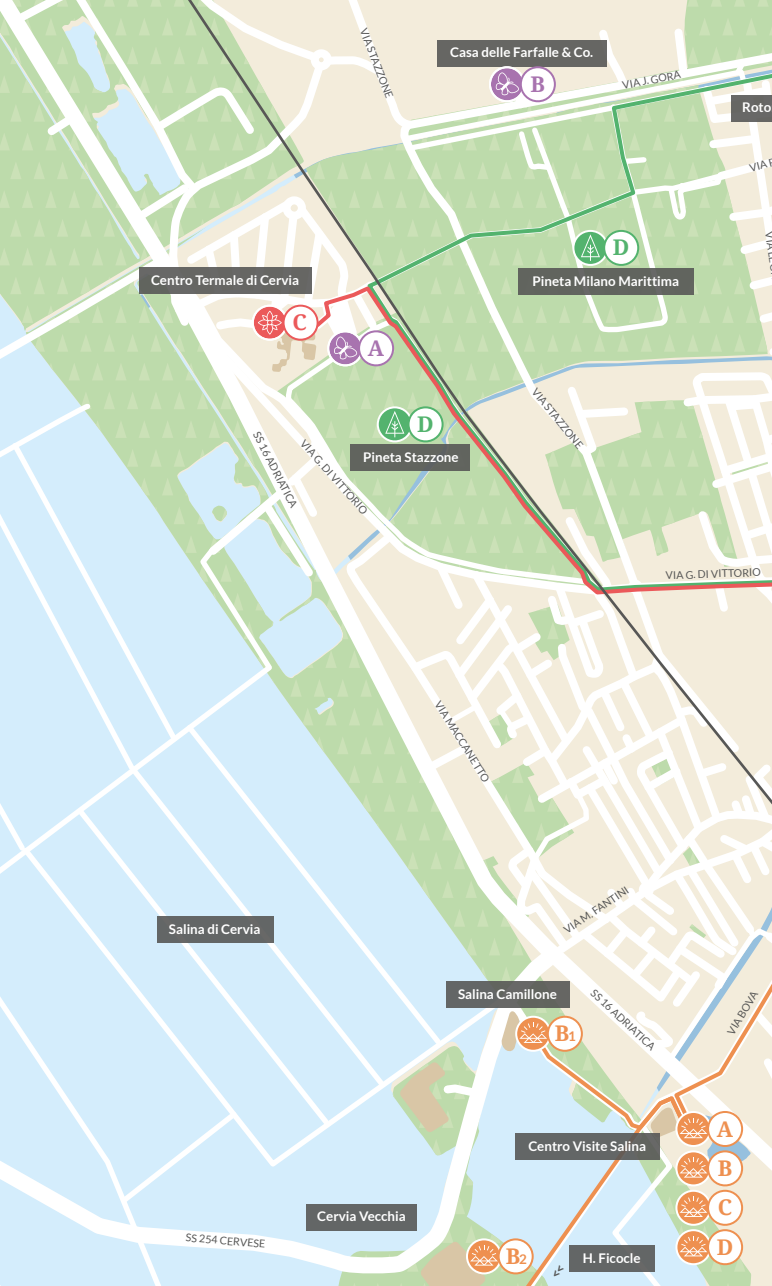 VIA STAZZONE
Casa delle Farfalle & Co.
B
VIA J. GORA
Roto
D
Pineta Milano Marittima
Centro Termale di Cervia
C
A
D
Pineta Stazzone
VIA STAZZONE
SS 16 ADRIATICA
VIA G. DI VITTORIO
VIA G. DI VITTORIO
VIA MACCANETTO
VIA M. FANTINI
Salina di Cervia
Salina Camillone
B1
SS 16 ADRIATICA
VIA BOVA
Centro Visite Salina
A
B
C
D
Cervia Vecchia
SS 254 CERVESE
B2
H. Ficocle